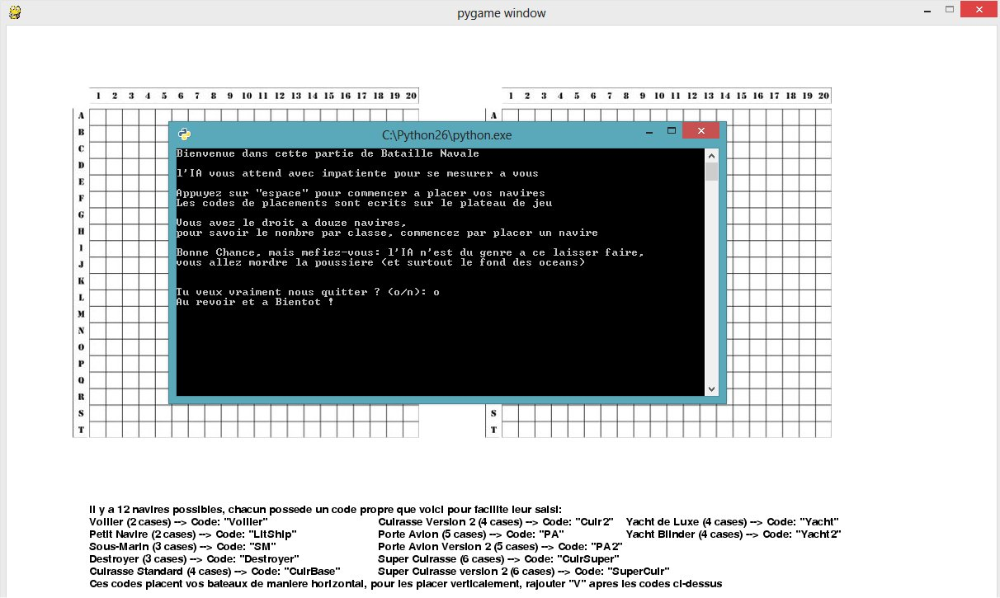 pygame window
1 2 3 4 5 6 7 8 9 10 11 12 13 14 15 16 17 18 19 20
1 2 3 4 5 6 7 8 9 10 11 12 13 14 15 16 17 18 19 20
A
B
C
D
E
F
G
H
I
J
K
L
M
N
O
P
Q
R
S
T
A
S
T
C:\Python26\python.exe
Bienvenue dans cette partie de Bataille Navale
l'IA vous attend avec impatiente pour se mesurer a vous
Appuyez sur "espace" pour commencer a placer vos navires
Les codes de placements sont ecrits sur le plateau de jeu
Vous avez le droit a douze navires,
pour savoir le nombre par classe, commencez par placer un navire
Bonne Chance, mais mefiez-vous: l'IA n'est du genre a ce laisser faire,
vous allez mordre la poussiere (et surtout le fond des oceans)
Tu veux vraiment nous quitter ? (o/n): o
Au revoir et a Bientot !
Il y a 12 navires possibles, chacun possede un code propre que voici pour facilite leur saisi:
Voilier (2 cases) --> Code: "Voilier"
Petit Navire (2 cases) --> Code: "LitShip"
Sous-Marin (3 cases) --> Code: "SM"
Destroyer (3 cases) --> Code: "Destroyer"
Cuirasse Standard (4 cases) --> Code: "CuirBase"
Cuirasse Version 2 (4 cases) --> Code: "Cuir2"
Porte Avion (5 cases) --> Code: "PA"
Porte Avion Version 2 (5 cases) --> Code: "PA2"
Super Cuirasse (6 cases) --> Code: "CuirSuper"
Super Cuirasse version 2 (6 cases) --> Code: "SuperCuir"
Yacht de Luxe (4 cases) --> Code: "Yacht"
Yacht Blinder (4 cases) --> Code: "Yacht2"
Ces codes placent vos bateaux de maniere horizontal, pour les placer verticalement, rajouter "V" apres les codes ci-dessus